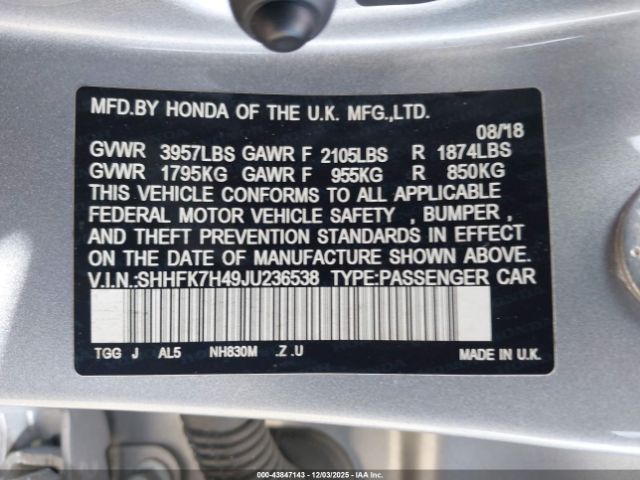 MFD.BY HONDA OF THE U.K. MFG.,LTD.
08/'18
GVWR 3957LBS GAWR F 2105LBS R 1874LBS
GVWR 1795KG GAWR F 955KG R 850KG
THIS VEHICLE CONFORMS TO ALL APPLICABLE
FEDERAL MOTOR VEHICLE SAFETY , BUMPER ,
AND THEFT PREVENTION STANDARDS IN EFFECT
ON THE DATE OF MANUFACTURE SHOWN ABOVE.
V.I.N.:SHHFK7H49JU236538 TYPE:PASSENGER CAR
TGG J AL5 NH830M .Z .U
MADE IN U.K.
000-43847143 - 12/03/2025 - IAAI.COM